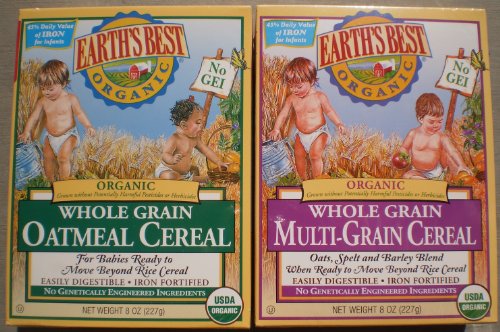 45% Daily Value
of IRON
for Infants
EARTH'S BEST
ORGANIC
No
GEI
ORGANIC
Grown without Potentially Harmful Pesticides or Herbicides
WHOLE GRAIN
OATMEAL CEREAL
For Babies Ready to
Move Beyond Rice Cereal
EASILY DIGESTIBLE • IRON FORTIFIED
NO GENETICALLY ENGINEERED INGREDIENTS
U
NET WEIGHT 8 OZ (227g)
USDA
ORGANIC
45% Daily Value
of IRON
for Infants
EARTH'S BEST
ORGANIC
No
GEI
ORGANIC
Grown without Potentially Harmful Pesticides or Herbicides
WHOLE GRAIN
MULTI-GRAIN CEREAL
Oats, Spelt and Barley Blend
When Ready to Move Beyond Rice Cereal
EASILY DIGESTIBLE • IRON FORTIFIED
NO GENETICALLY ENGINEERED INGREDIENTS
U
NET WEIGHT 8 OZ (227g)
USDA
ORGANIC